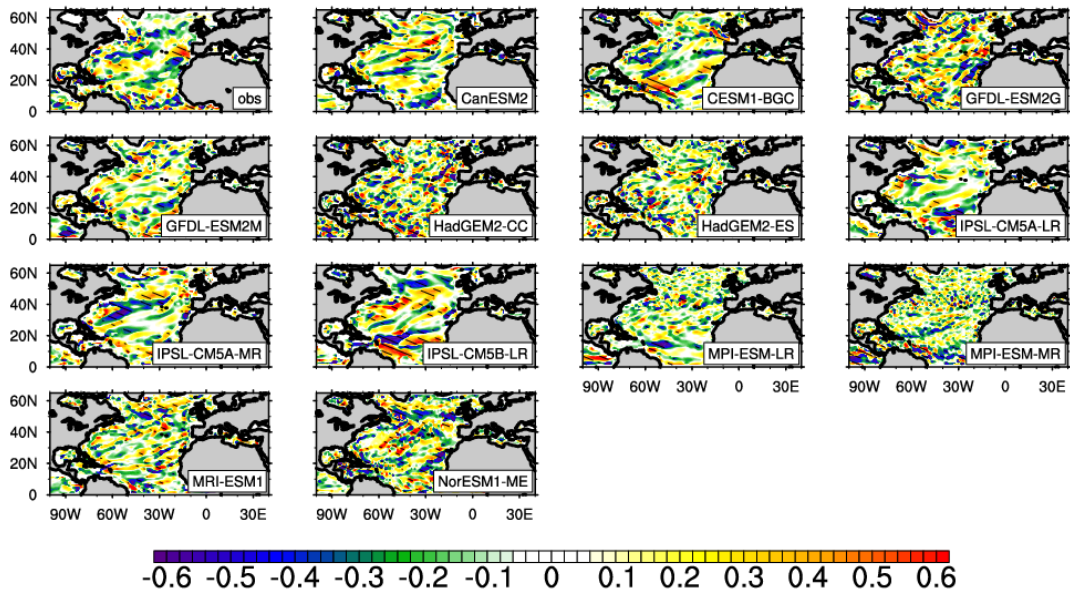 60N
40N
20N
0
obs
CanESM2
CESM1-BGC
GFDL-ESM2G
60N
40N
20N
0
GFDL-ESM2M
HadGEM2-CC
HadGEM2-ES
IPSL-CM5A-LR
60N
40N
20N
0
IPSL-CM5A-MR
IPSL-CM5B-LR
MPI-ESM-LR
MPI-ESM-MR
90W 60W 30W 0 30E
90W 60W 30W 0 30E
60N
40N
20N
0
MRI-ESM1
NorESM1-ME
90W 60W 30W 0 30E
90W 60W 30W 0 30E
-0.6 -0.5 -0.4 -0.3 -0.2 -0.1 0 0.1 0.2 0.3 0.4 0.5 0.6